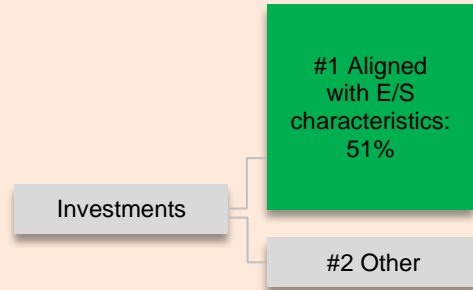 #1 Aligned
with E/S
characteristics:
51%
Investments
#2 Other